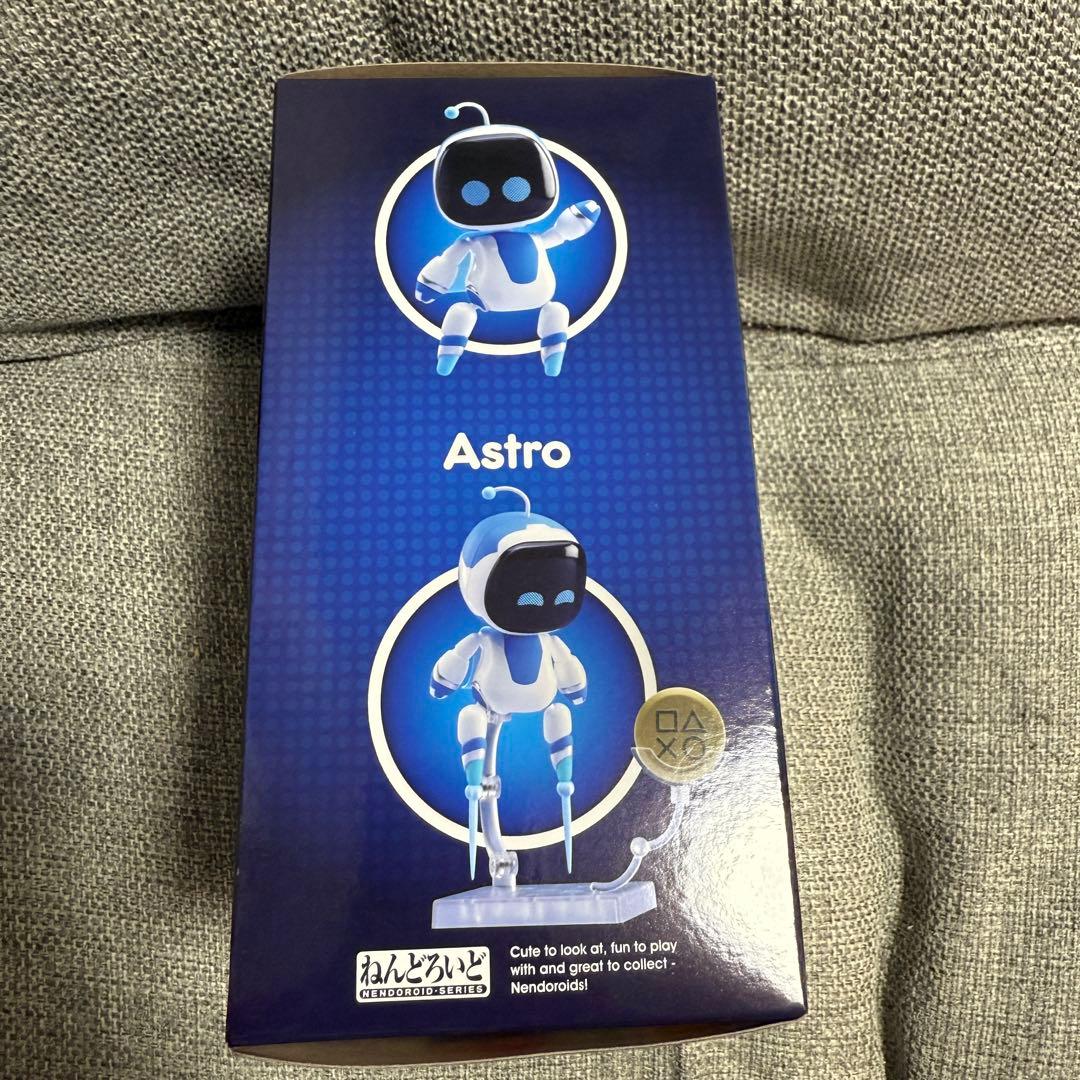 Astro
ねんどろいど
NENDOROID·SERIES
Cute to look at, fun to play
with and great to collect -
Nendoroids!